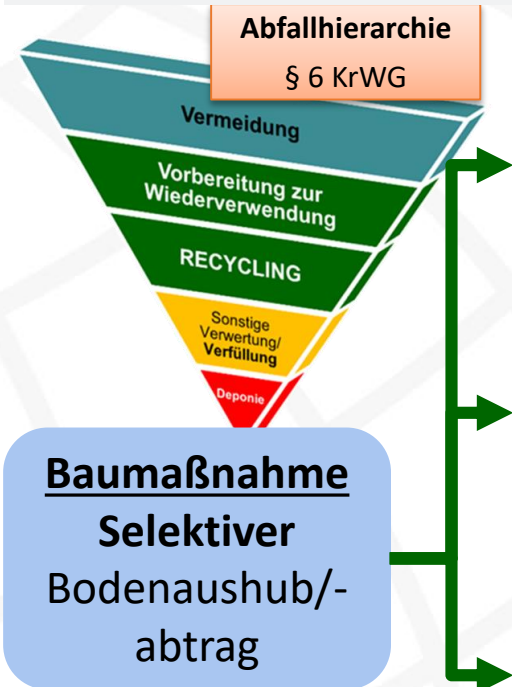 Abfallhierarchie
§ 6 KrWG
Vermeidung
Vorbereitung zur
Wiederverwendung
RECYCLING
Sonstige
Verwertung/
Verfüllung
Deponie
Baumaßnahme
Selektiver
Bodenaushub/-
abtrag